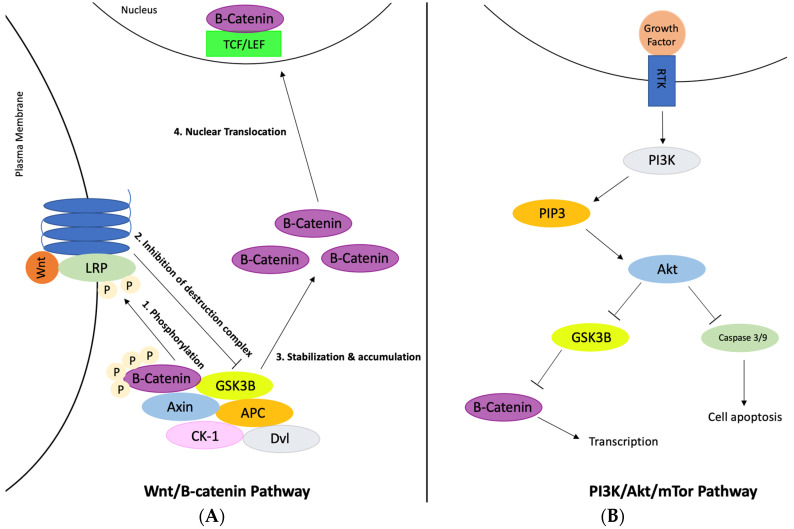 Nucleus
B-Catenin
TCF/LEF
Plasma Membrane
4. Nuclear Translocation
B-Catenin
B-Catenin
B-Catenin
Wnt
LRP
P
P
2. Inhibition of destruction complex
1. Phosphorylation
3. Stabilization & accumulation
P
P
P
P
B-Catenin
GSK3B
Axin
APC
CK-1
Dvl
Wnt/B-catenin Pathway
(A)
Growth
Factor
RTK
PI3K
PIP3
Akt
GSK3B
Caspase 3/9
B-Catenin
Cell apoptosis
Transcription
PI3K/Akt/mTor Pathway
(B)